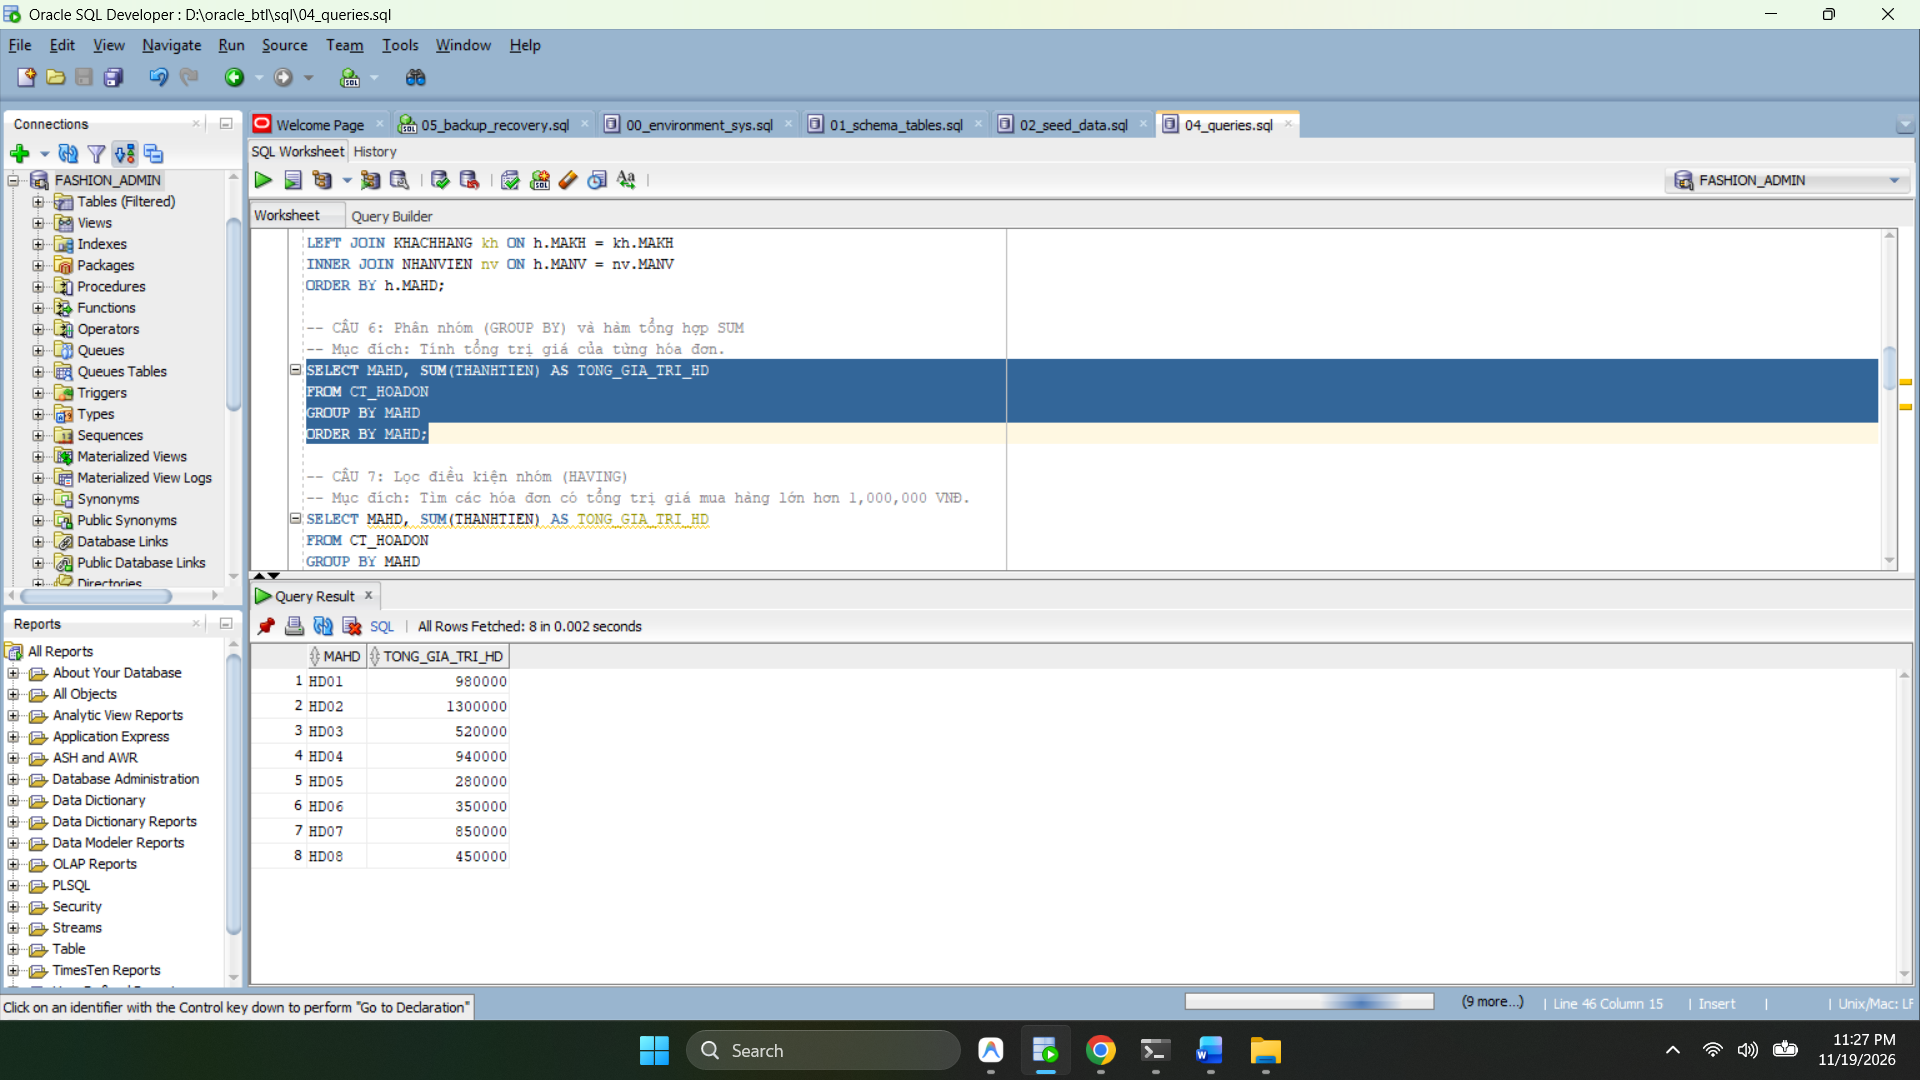 Oracle SQL Developer : D:\oracle_btl\sql\04_queries.sql
File Edit View Navigate Run Source Team Tools Window Help
Connections
Welcome Page 05_backup_recovery.sql 00_environment_sys.sql 01_schema_tables.sql 02_seed_data.sql 04_queries.sql
SQL Worksheet History
FASHION_ADMIN
Worksheet Query Builder
FASHION_ADMIN
Tables (Filtered)
Views
Indexes
Packages
Procedures
Functions
Operators
Queues
Queues Tables
Triggers
Types
Sequences
Materialized Views
Materialized View Logs
Synonyms
Public Synonyms
Database Links
Public Database Links
Directories
LEFT JOIN KHACHHANG kh ON h.MAKH = kh.MAKH
INNER JOIN NHANVIEN nv ON h.MANV = nv.MANV
ORDER BY h.MAHD;
-- CÂU 6: Phân nhóm (GROUP BY) và hàm tổng hợp SUM
-- Mục đích: Tính tổng trị giá của từng hóa đơn.
SELECT MAHD, SUM(THANHTIEN) AS TONG_GIA_TRI_HD
FROM CT_HOADON
GROUP BY MAHD
ORDER BY MAHD;
-- CÂU 7: Lọc điều kiện nhóm (HAVING)
-- Mục đích: Tìm các hóa đơn có tổng trị giá mua hàng lớn hơn 1,000,000 VNĐ.
SELECT MAHD, SUM(THANHTIEN) AS TONG_GIA_TRI_HD
FROM CT_HOADON
GROUP BY MAHD
Query Result
SQL | All Rows Fetched: 8 in 0.002 seconds
MAHD TONG_GIA_TRI_HD
1 HD01 980000
2 HD02 1300000
3 HD03 520000
4 HD04 940000
5 HD05 280000
6 HD06 350000
7 HD07 850000
8 HD08 450000
Reports
All Reports
About Your Database
All Objects
Analytic View Reports
Application Express
ASH and AWR
Database Administration
Data Dictionary
Data Dictionary Reports
Data Modeler Reports
OLAP Reports
PLSQL
Security
Streams
Table
TimesTen Reports
Click on an identifier with the Control key down to perform "Go to Declaration"
(9 more...) | Line 46 Column 15 | Insert | | Unix/Mac: LF
Search
11:27 PM
11/19/2026